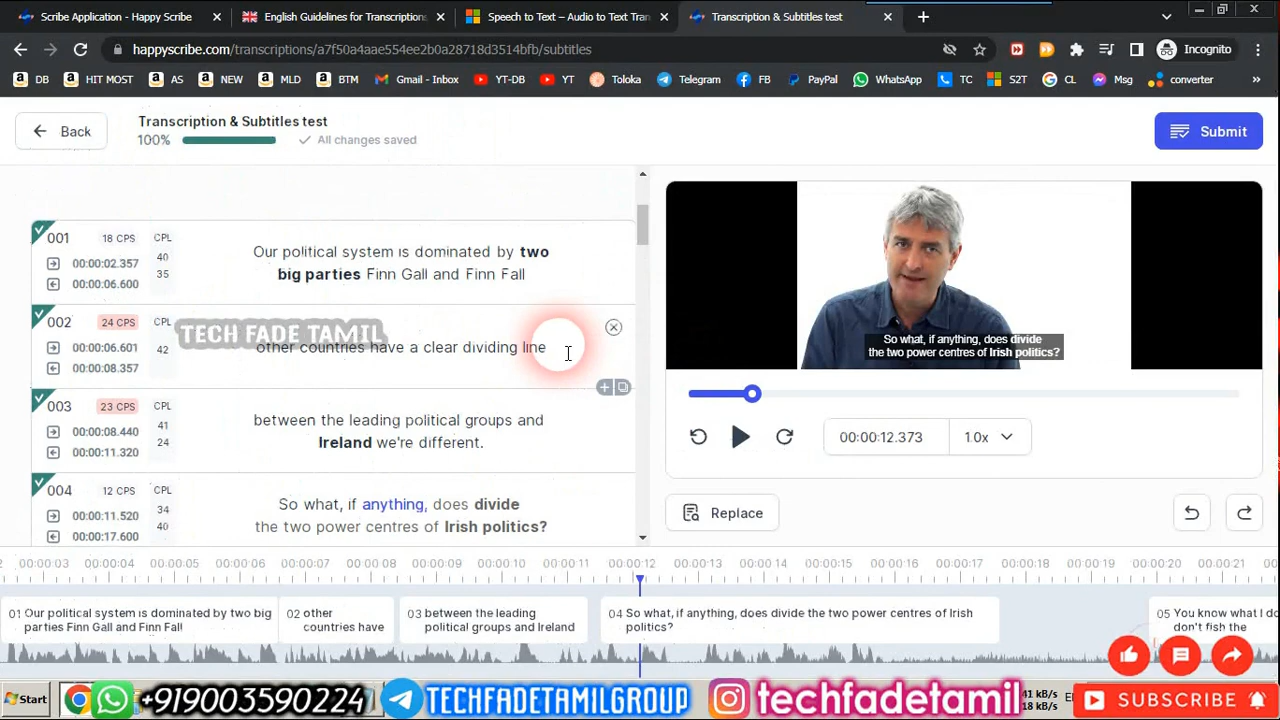 Scribe Application - Happy Scribe
English Guidelines for Transcriptions
Speech to Text – Audio to Text Tran
Transcription & Subtitles test
happyscribe.com/transcriptions/a7f50a4aae554ee2b0a28718d3514bfb/subtitles
Incognito
DB
HIT MOST
AS
NEW
MLD
BTM
Gmail - Inbox
YT-DB
YT
Toloka
Telegram
FB
PayPal
WhatsApp
TC
S2T
CL
Msg
converter
Back
Transcription & Subtitles test
100%
All changes saved
Submit
001
18 CPS
CPL
00:00:02.357
40
00:00:06.600
35
Our political system is dominated by two
big parties Finn Gall and Finn Fall
002
24 CPS
CPL
00:00:06.601
42
00:00:08.357
TECH FADE TAMIL
other countries have a clear dividing line
003
23 CPS
CPL
00:00:08.440
41
00:00:11.320
24
between the leading political groups and
Ireland we're different.
004
12 CPS
CPL
00:00:11.520
34
00:00:17.600
40
So what, if anything, does divide
the two power centres of Irish politics?
So what, if anything, does divide
the two power centres of Irish politics?
00:00:12.373
1.0x
Replace
00:00:03
00:00:04
00:00:05
00:00:06
00:00:07
00:00:08
00:00:09
00:00:10
00:00:11
00:00:12
00:00:13
00:00:14
00:00:15
00:00:16
00:00:17
00:00:18
00:00:19
00:00:20
00:00:21
01 Our political system is dominated by two big
parties Finn Gall and Finn Fall
02 other
countries have
03 between the leading
political groups and Ireland
04 So what, if anything, does divide the two power centres of Irish
politics?
05 You know what I do
don't fish the
Start
+919003590224
TECHFADETAMILGROUP
techfadetamil
41 kB/s
18 kB/s
SUBSCRIBE